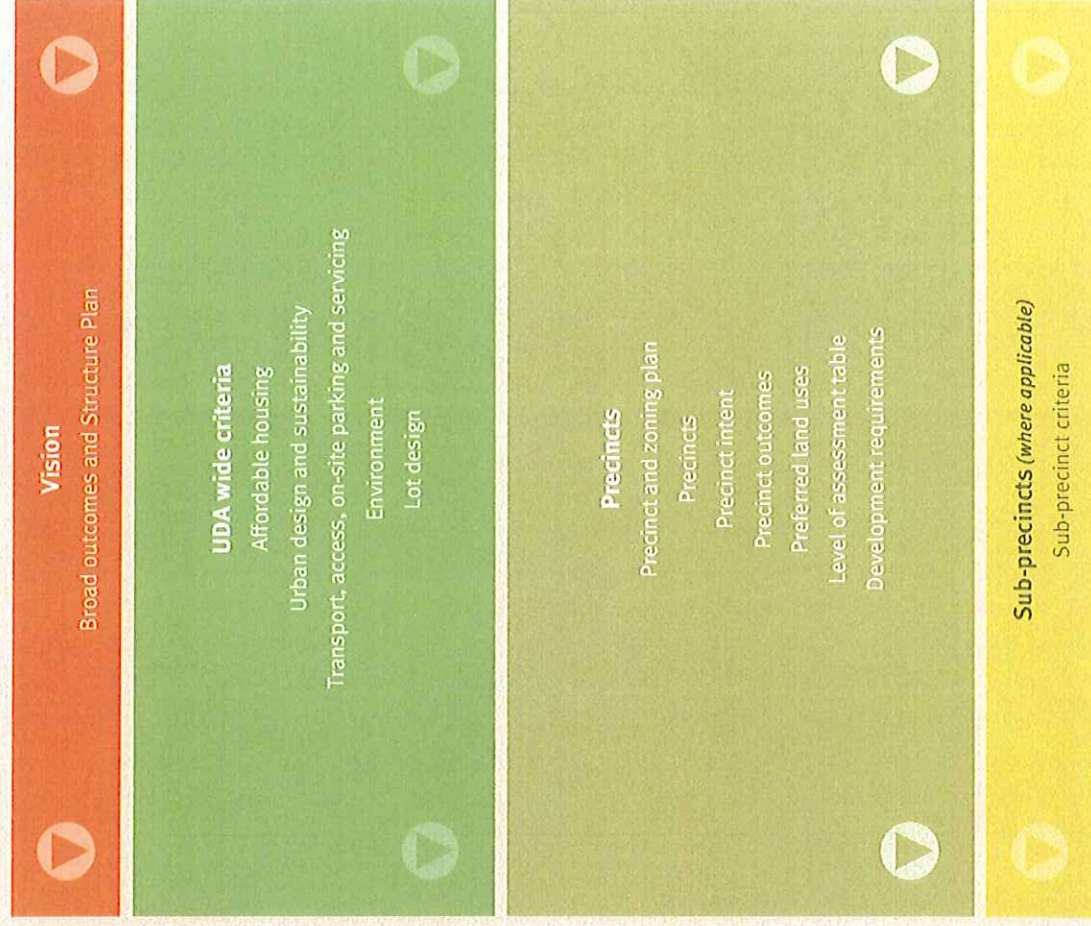 Vision
Broad outcomes and Structure Plan
UDA wide criteria
Affordable housing
Urban design and sustainability
Transport, access, on-site parking and servicing
Environment
Lot design
Precincts
Precinct and zoning plan
Precincts
Precinct intent
Precinct outcomes
Preferred land uses
Level of assessment table
Development requirements
Sub-precincts (where applicable)
Sub-precinct criteria